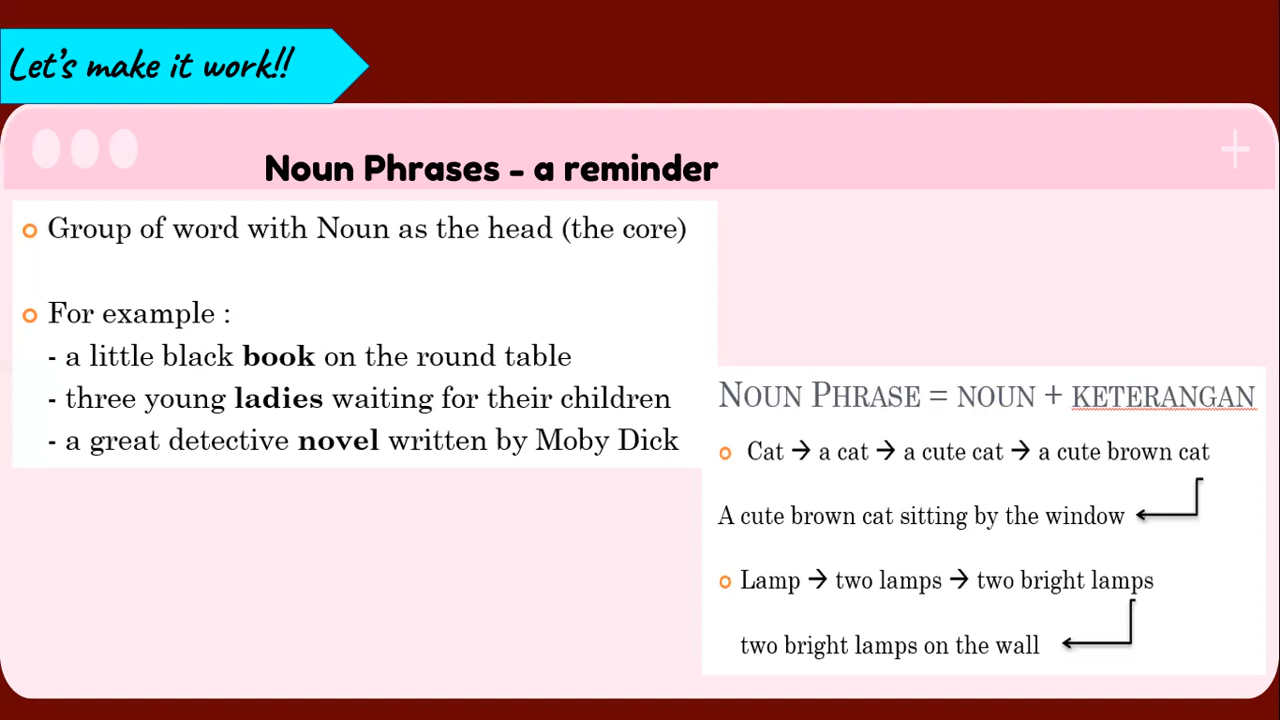 Let's make it work!!
Noun Phrases - a reminder
Group of word with Noun as the head (the core)
For example :
- a little black book on the round table
- three young ladies waiting for their children
- a great detective novel written by Moby Dick
NOUN PHRASE = NOUN + KETERANGAN
Cat → a cat → a cute cat → a cute brown cat
A cute brown cat sitting by the window
Lamp → two lamps → two bright lamps
two bright lamps on the wall